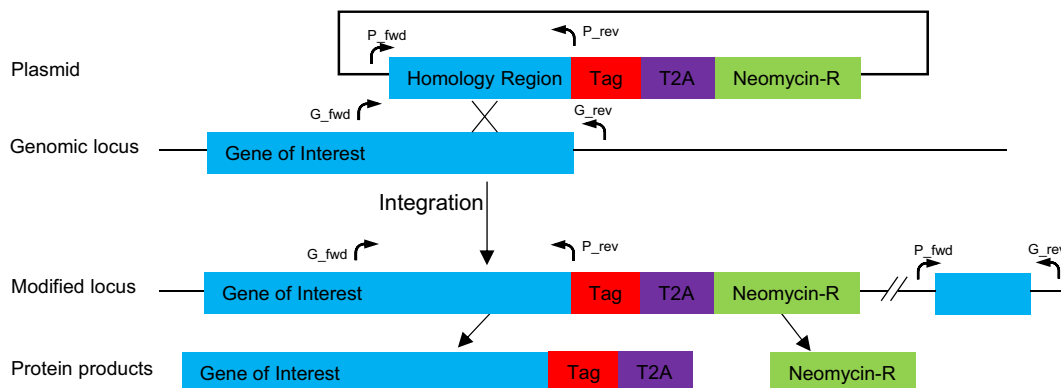 P_fwd
P_rev
Plasmid
Homology Region
Tag
T2A
Neomycin-R
G_fwd
G_rev
Genomic locus
Gene of Interest
Integration
G_fwd
P_rev
P_fwd
G_rev
Modified locus
Gene of Interest
Tag
T2A
Neomycin-R
Protein products
Gene of Interest
Tag
T2A
Neomycin-R